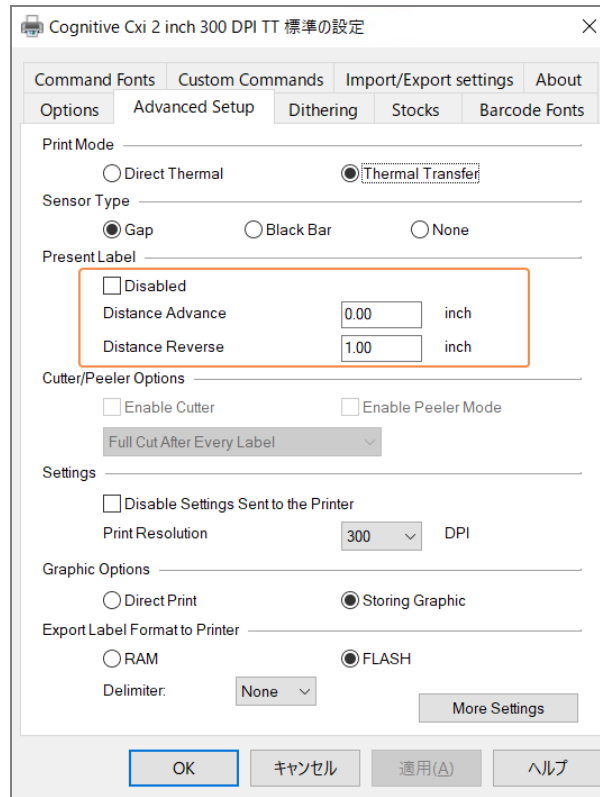 Cognitive Cxi 2 inch 300 DPI TT 標準の設定
Command Fonts Custom Commands Import/Export settings About
Options Advanced Setup Dithering Stocks Barcode Fonts
Print Mode
Direct Thermal Thermal Transfer
Sensor Type
Gap Black Bar None
Present Label
Disabled
Distance Advance 0.00 inch
Distance Reverse 1.00 inch
Cutter/Peeler Options
Enable Cutter Enable Peeler Mode
Full Cut After Every Label
Settings
Disable Settings Sent to the Printer
Print Resolution 300 DPI
Graphic Options
Direct Print Storing Graphic
Export Label Format to Printer
RAM FLASH
Delimiter: None
More Settings
OK キャンセル 適用(A) ヘルプ